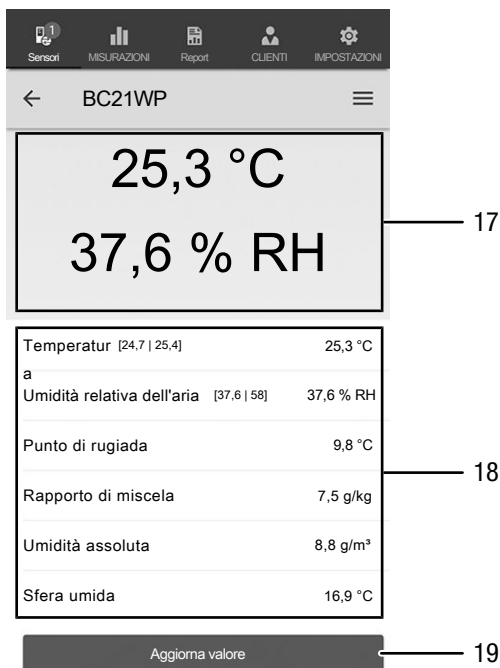 1
Sensori MISURAZIONI Report CLIENTI IMPOSTAZIONI
BC21WP
25,3 °C
37,6 % RH
17
Temperatur [24,7 | 25,4] 25,3 °C
a
Umidità relativa dell'aria [37,6 | 58] 37,6 % RH
Punto di rugiada 9,8 °C
18
Rapporto di miscela 7,5 g/kg
Umidità assoluta 8,8 g/m³
Sfera umida 16,9 °C
Aggiorna valore 19